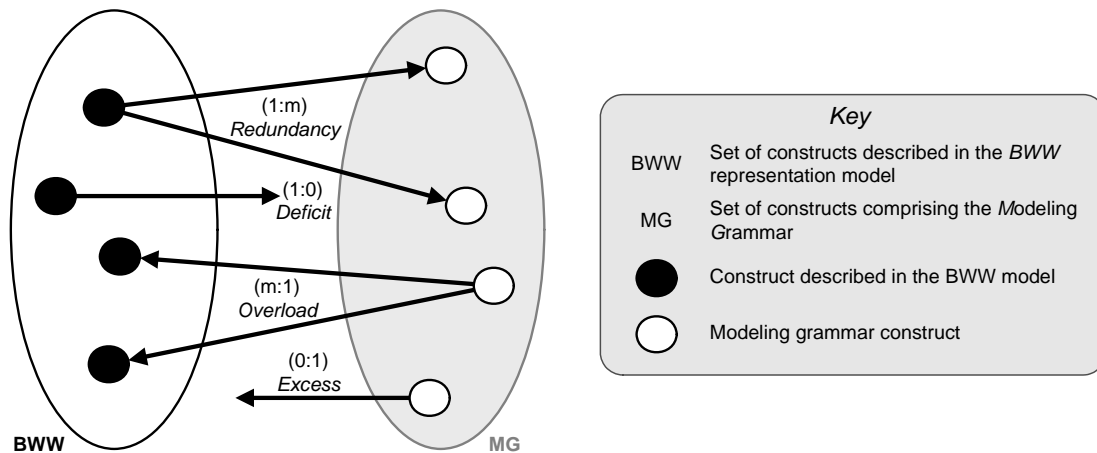 (1:m)
Redundancy
(1:0)
Deficit
(m:1)
Overload
(0:1)
Excess
BWW
MG
Key
BWW Set of constructs described in the BWW
representation model
MG Set of constructs comprising the Modeling
Grammar
Construct described in the BWW model
Modeling grammar construct